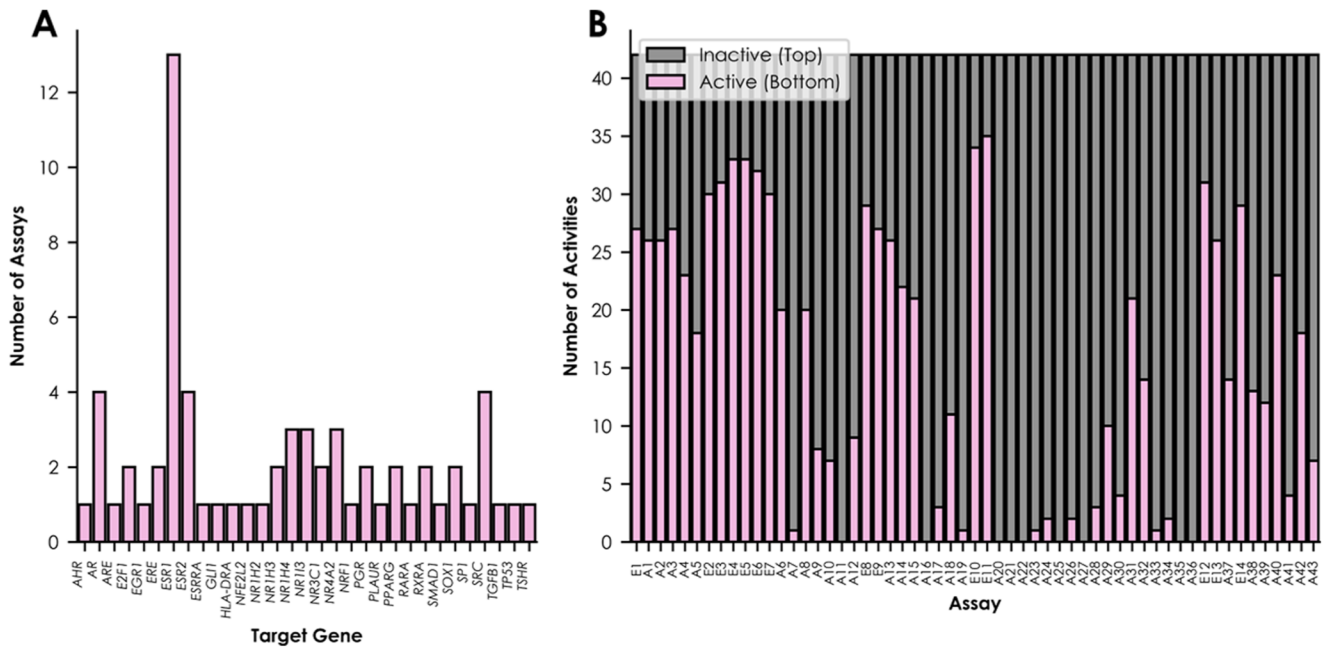 A
Number of Assays
12
10
8
6
4
2
0
AHR
AR
ARE
E2F1
EGR1
ERE
ESR1
ESR2
ESRRA
GLI1
HLA-DRA
NFE2L2
NR1H2
NR1H3
NR1H4
NR1I3
NR3C1
NR4A2
NRF1
PGR
PLAUR
PPARG
RARA
RXRA
SMAD1
SOX1
SP1
SRC
TGFB1
TP53
TSHR
Target Gene
B
Inactive (Top)
Active (Bottom)
Number of Activities
40
35
30
25
20
15
10
5
0
E1
A1
A2
A3
A4
A5
E2
E3
E4
E5
E6
E7
A6
A7
A8
A9
A10
A11
A12
E8
E9
A13
A14
A15
A16
A17
A18
A19
E10
E11
A20
A21
A22
A23
A24
A25
A26
A27
A28
A29
A30
A31
A32
A33
A34
A35
A36
E12
E13
A37
E14
A38
A39
A40
A41
A42
A43
Assay